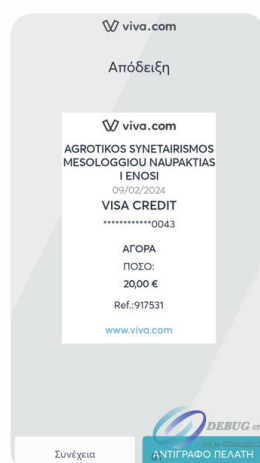 viva.com
Απόδειξη
viva.com
AGROTIKOS SYNETAIRISMOS
MESOLOGGIOU NAUPAKTIAS
I ENOSI
09/02/2024
VISA CREDIT
************0043
ΑΓΟΡΑ
ΠΟΣΟ:
20,00 €
Ref.:917531
www.viva.com
DEBUG
Συνέχεια
ΑΝΤΙΓΡΑΦΟ ΠΕΛΑΤΗ